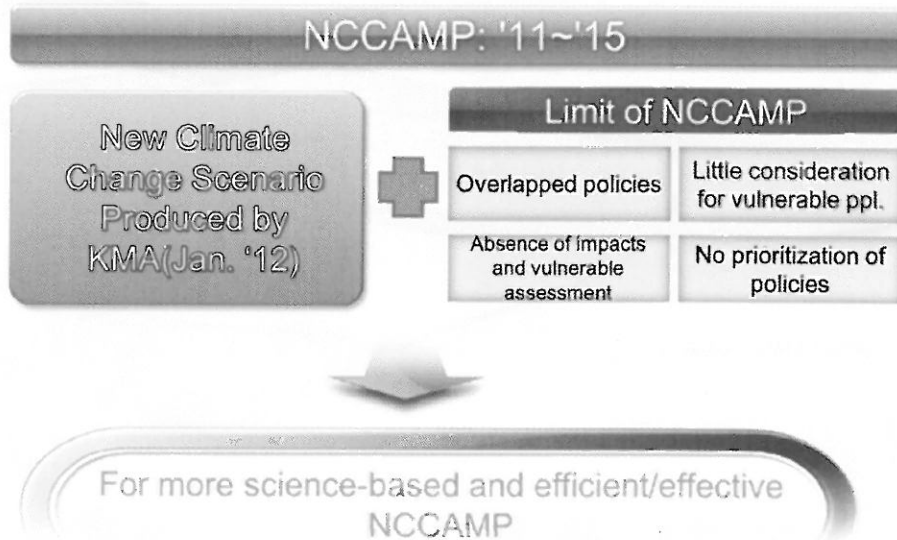 NCCAMP: '11~'15
New Climate
Change Scenario
Produced by
KMA(Jan. '12)
Limit of NCCAMP
Overlapped policies
Little consideration
for vulnerable ppl.
Absence of impacts
and vulnerable
assessment
No prioritization of
policies
For more science-based and efficient/effective
NCCAMP